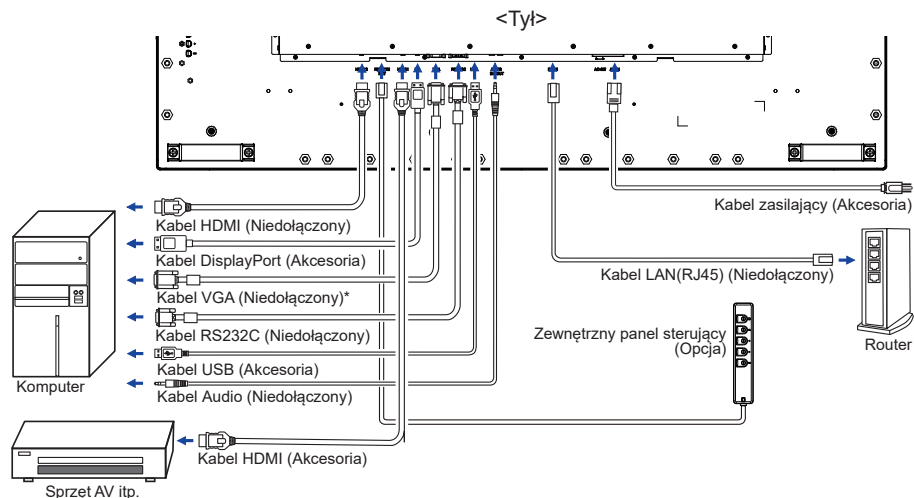 <Tył>
Kabel HDMI (Niedołączony)
Kabel zasilający (Akcesoria)
Kabel DisplayPort (Akcesoria)
Kabel LAN(RJ45) (Niedołączony)
Kabel VGA (Niedołączony)*
Kabel RS232C (Niedołączony)
Zewnętrzny panel sterujący
(Opcja)
Router
Kabel USB (Akcesoria)
Komputer
Kabel Audio (Niedołączony)
Kabel HDMI (Akcesoria)
Sprzęt AV itp.